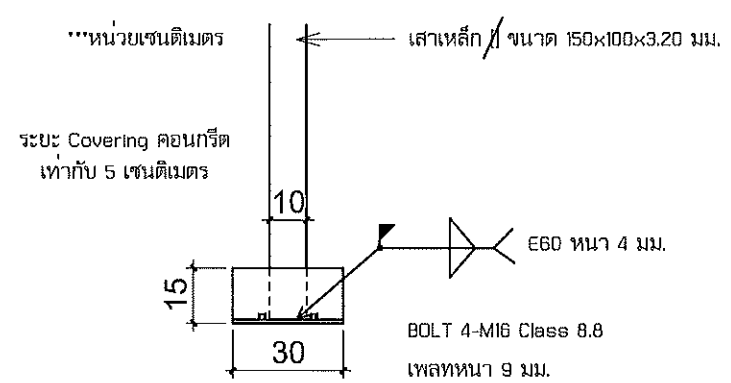 ***หน่วยเซนติเมตร
เสาเหล็ก [] ขนาด 150x100x3.20 มม.
ระยะ Covering คอนกรีต
เท่ากับ 5 เซนติเมตร
10
E60 หนา 4 มม.
15
30
BOLT 4-M16 Class 8.8
เพลทหนา 9 มม.